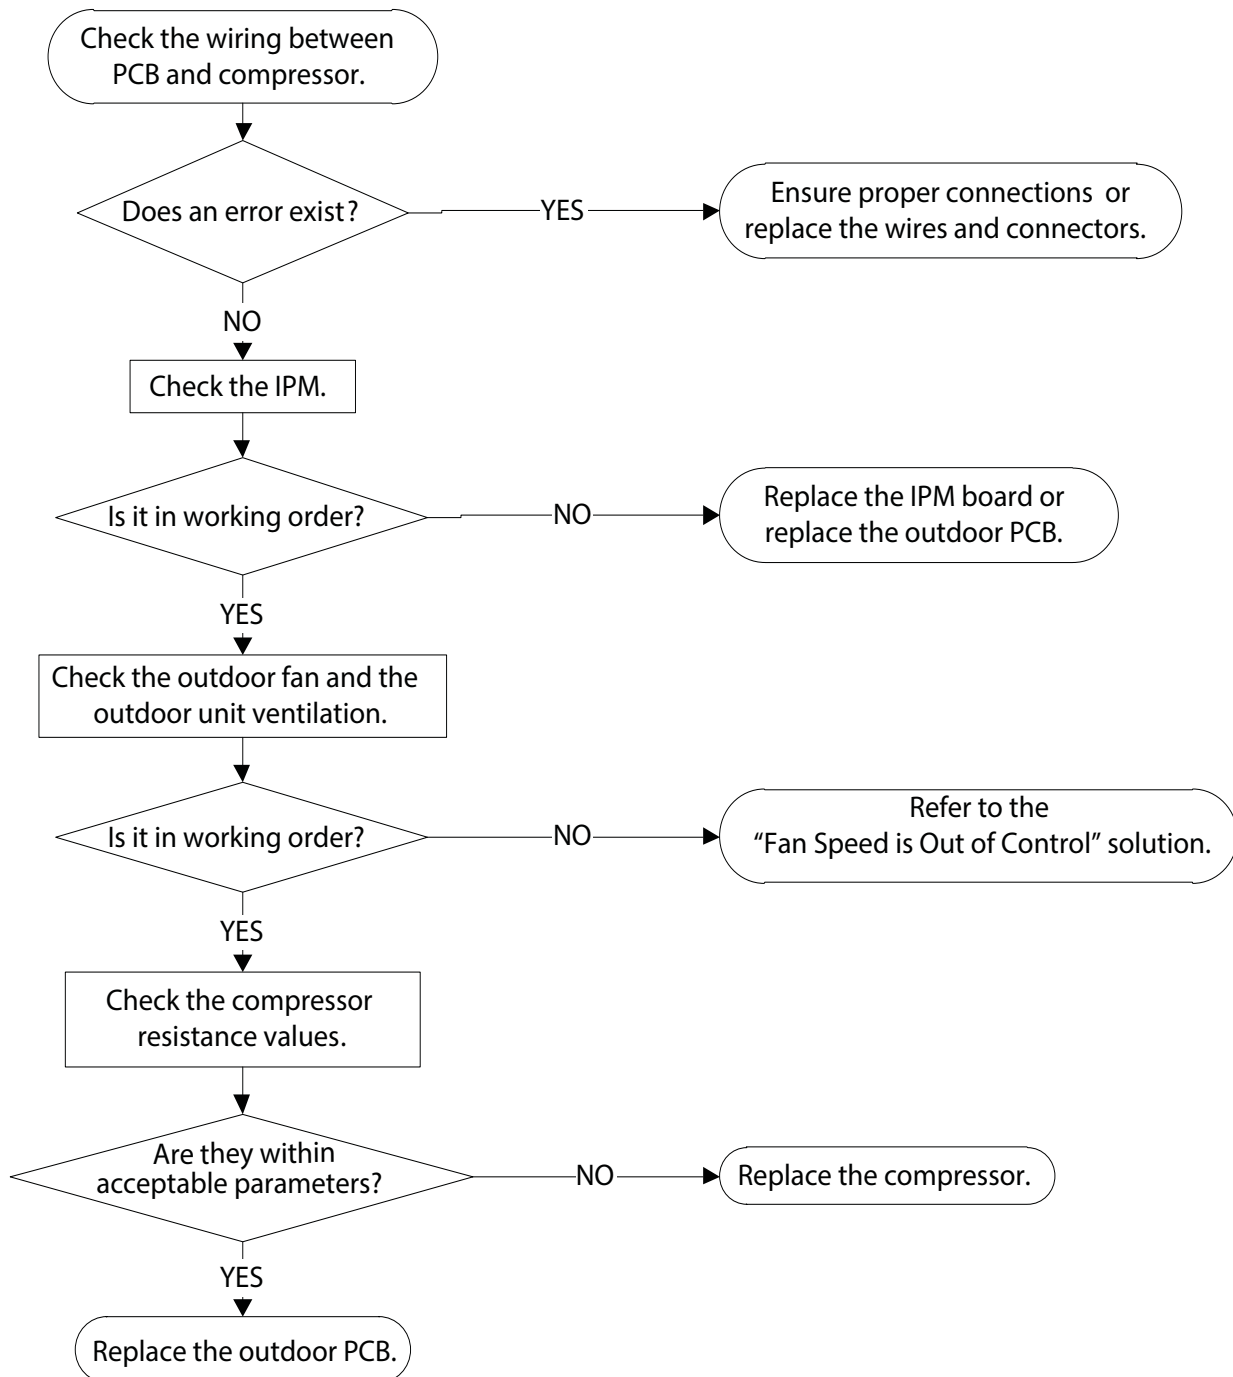 Check the wiring between
PCB and compressor.
Does an error exist?
YES
Ensure proper connections or
replace the wires and connectors.
NO
Check the IPM.
Is it in working order?
NO
Replace the IPM board or
replace the outdoor PCB.
YES
Check the outdoor fan and the
outdoor unit ventilation.
Is it in working order?
NO
Refer to the
“Fan Speed is Out of Control” solution.
YES
Check the compressor
resistance values.
Are they within
acceptable parameters?
NO
Replace the compressor.
YES
Replace the outdoor PCB.